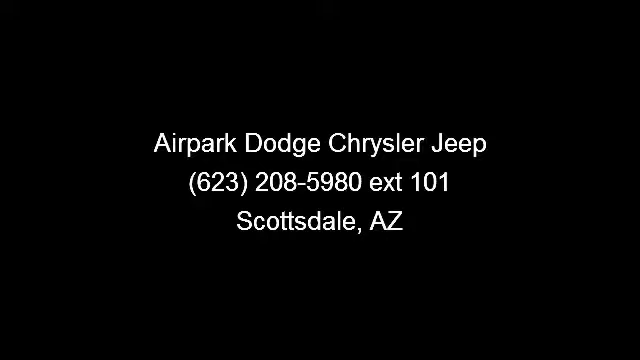 Airpark Dodge Chrysler Jeep
(623) 208-5980 ext 101
Scottsdale, AZ